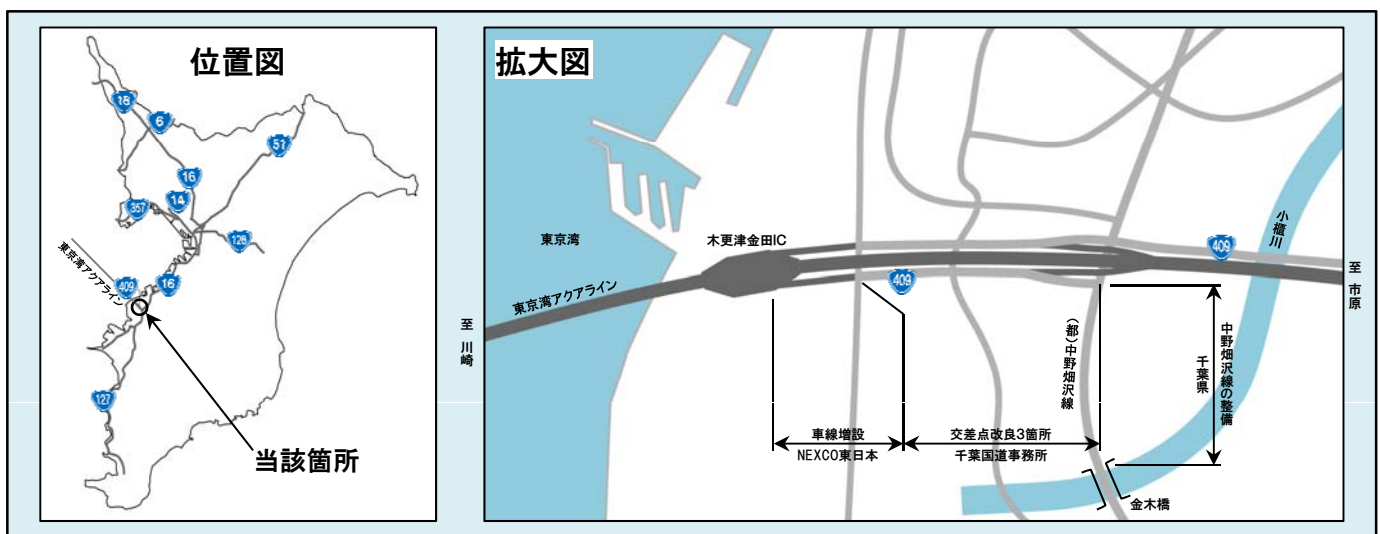 位置図
16
6
51
16
14
357
128
東京湾アクアライン
409
16
127
当該箇所
拡大図
東京湾
木更津金田IC
小櫃川
409
409
東京湾アクアライン
至 川崎
至 市原
(都)中野畑沢線
中野畑沢線の整備
千葉県
車線増設
NEXCO東日本
交差点改良3箇所
千葉国道事務所
金木橋